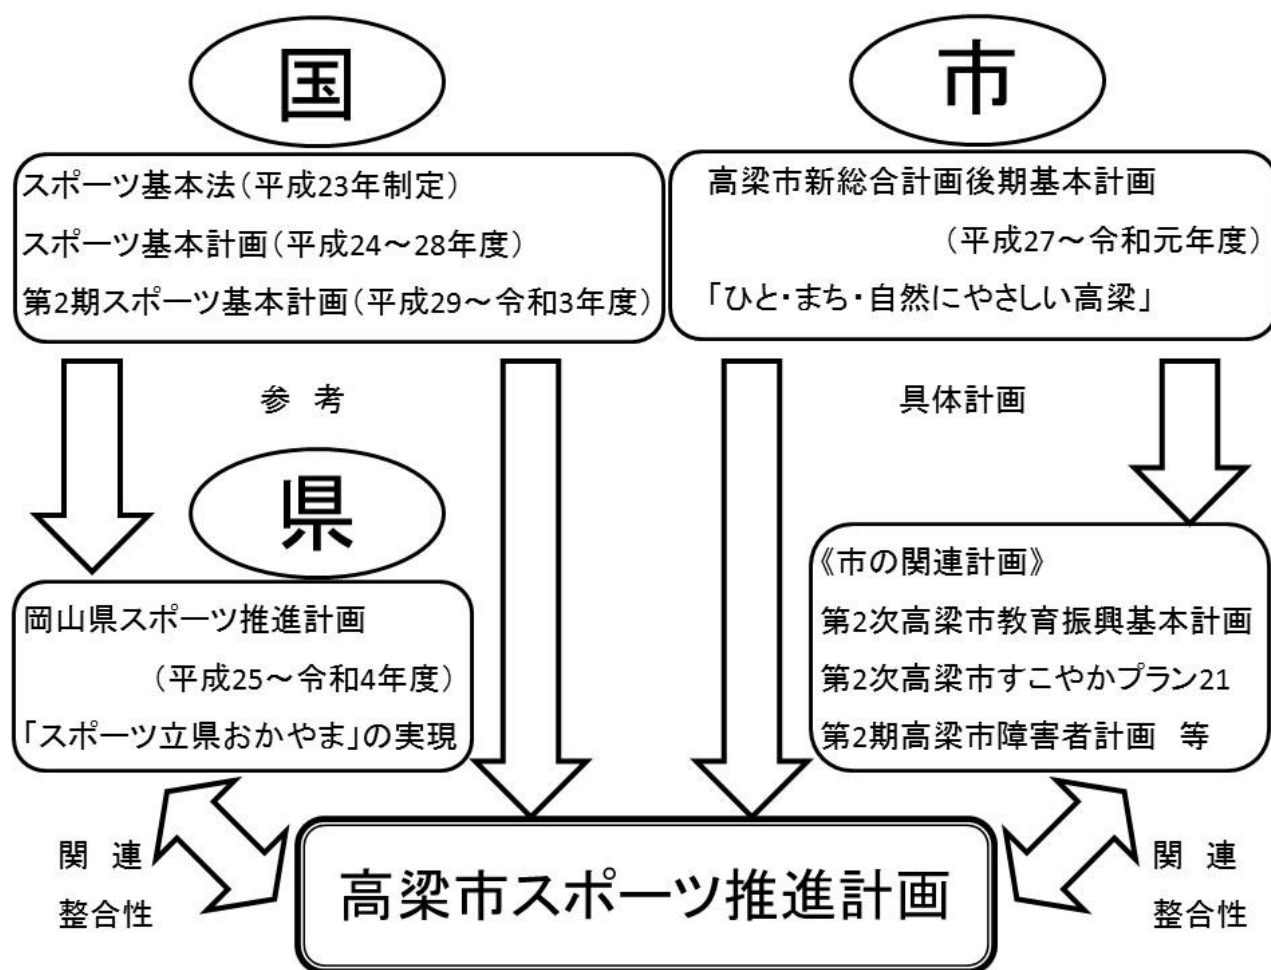 国
スポーツ基本法（平成23年制定）
スポーツ基本計画（平成24～28年度）
第2期スポーツ基本計画（平成29～令和3年度）
市
高梁市新総合計画後期基本計画
（平成27～令和元年度）
「ひと・まち・自然にやさしい高梁」
参　考
具体計画
県
岡山県スポーツ推進計画
（平成25～令和4年度）
「スポーツ立県おかやま」の実現
《市の関連計画》
第2次高梁市教育振興基本計画
第2次高梁市すこやかプラン21
第2期高梁市障害者計画　等
関　連
整合性
高梁市スポーツ推進計画
関　連
整合性